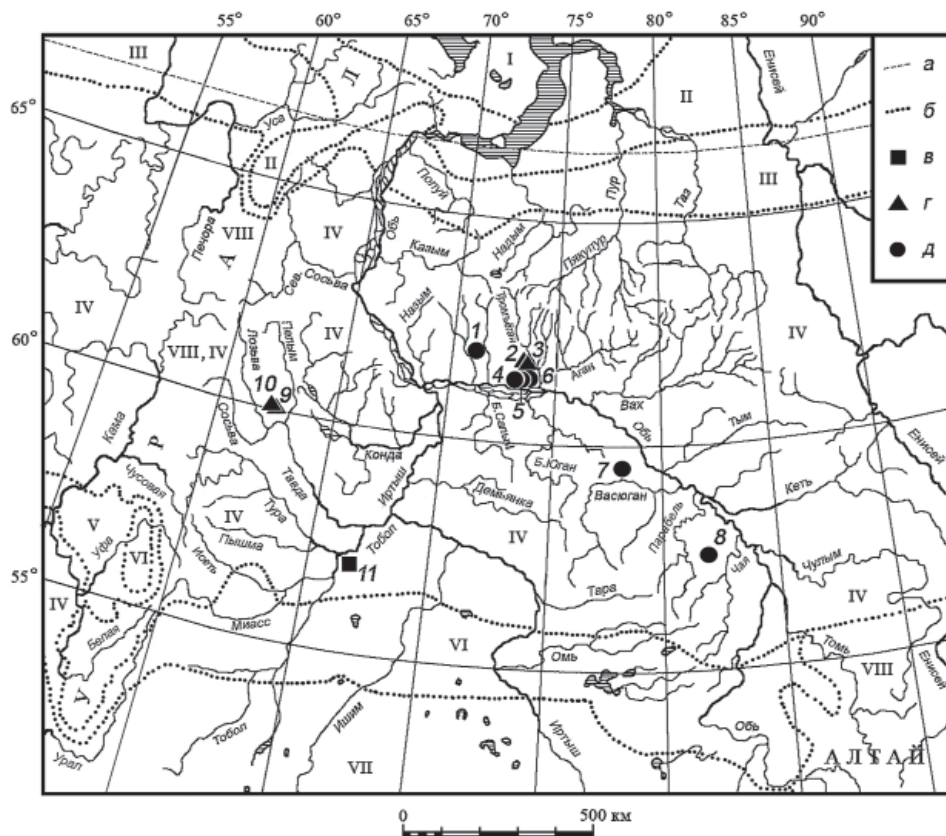 55° 60° 65° 70° 75° 80° 85° 90°
III
I
II
Енисей
а
65°
Л
Уса
б
II
в
Полуй
Пур
Таз
III
г
VIII
IV
Обь
Печора
А
Казым
Надым
Пякупур
д
Сев. Сосьва
IV
Назым
Тромъеган
IV
60°
VIII, IV
Лозьва
Пелым
IV
1
2 3
4 6
5
Аган
Вах
10
9
Обь
Кама
Р
Сосьва
Б.Салым
Тым
Енисей
Чусовая
Конда
Б.Юган
7
Кеть
Тавда
Иртыш
Демьянка
Васюган
V
IV
Тура
Парабель
8
Уфа
Пышма
Тобол
IV
Чая
Чулым
VI
Исеть
11
55°
Тара
IV
IV
Миасс
Белая
VI
Омь
Томь
VIII
У
Енисей
Тобол
Ишим
Иртыш
Обь
Урал
VII
АЛТАЙ
0 500 км